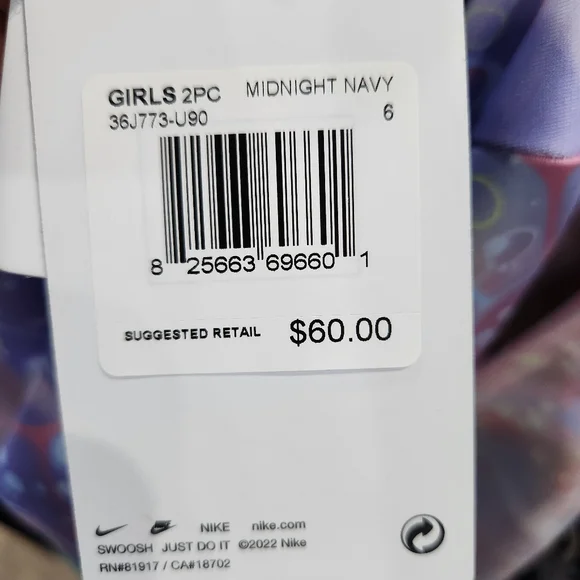 GIRLS 2PC MIDNIGHT NAVY
36J773-U90 6
8 25663 69660 1
SUGGESTED RETAIL $60.00
NIKE nike.com
SWOOSH JUST DO IT ©2022 Nike
RN#81917 / CA#18702